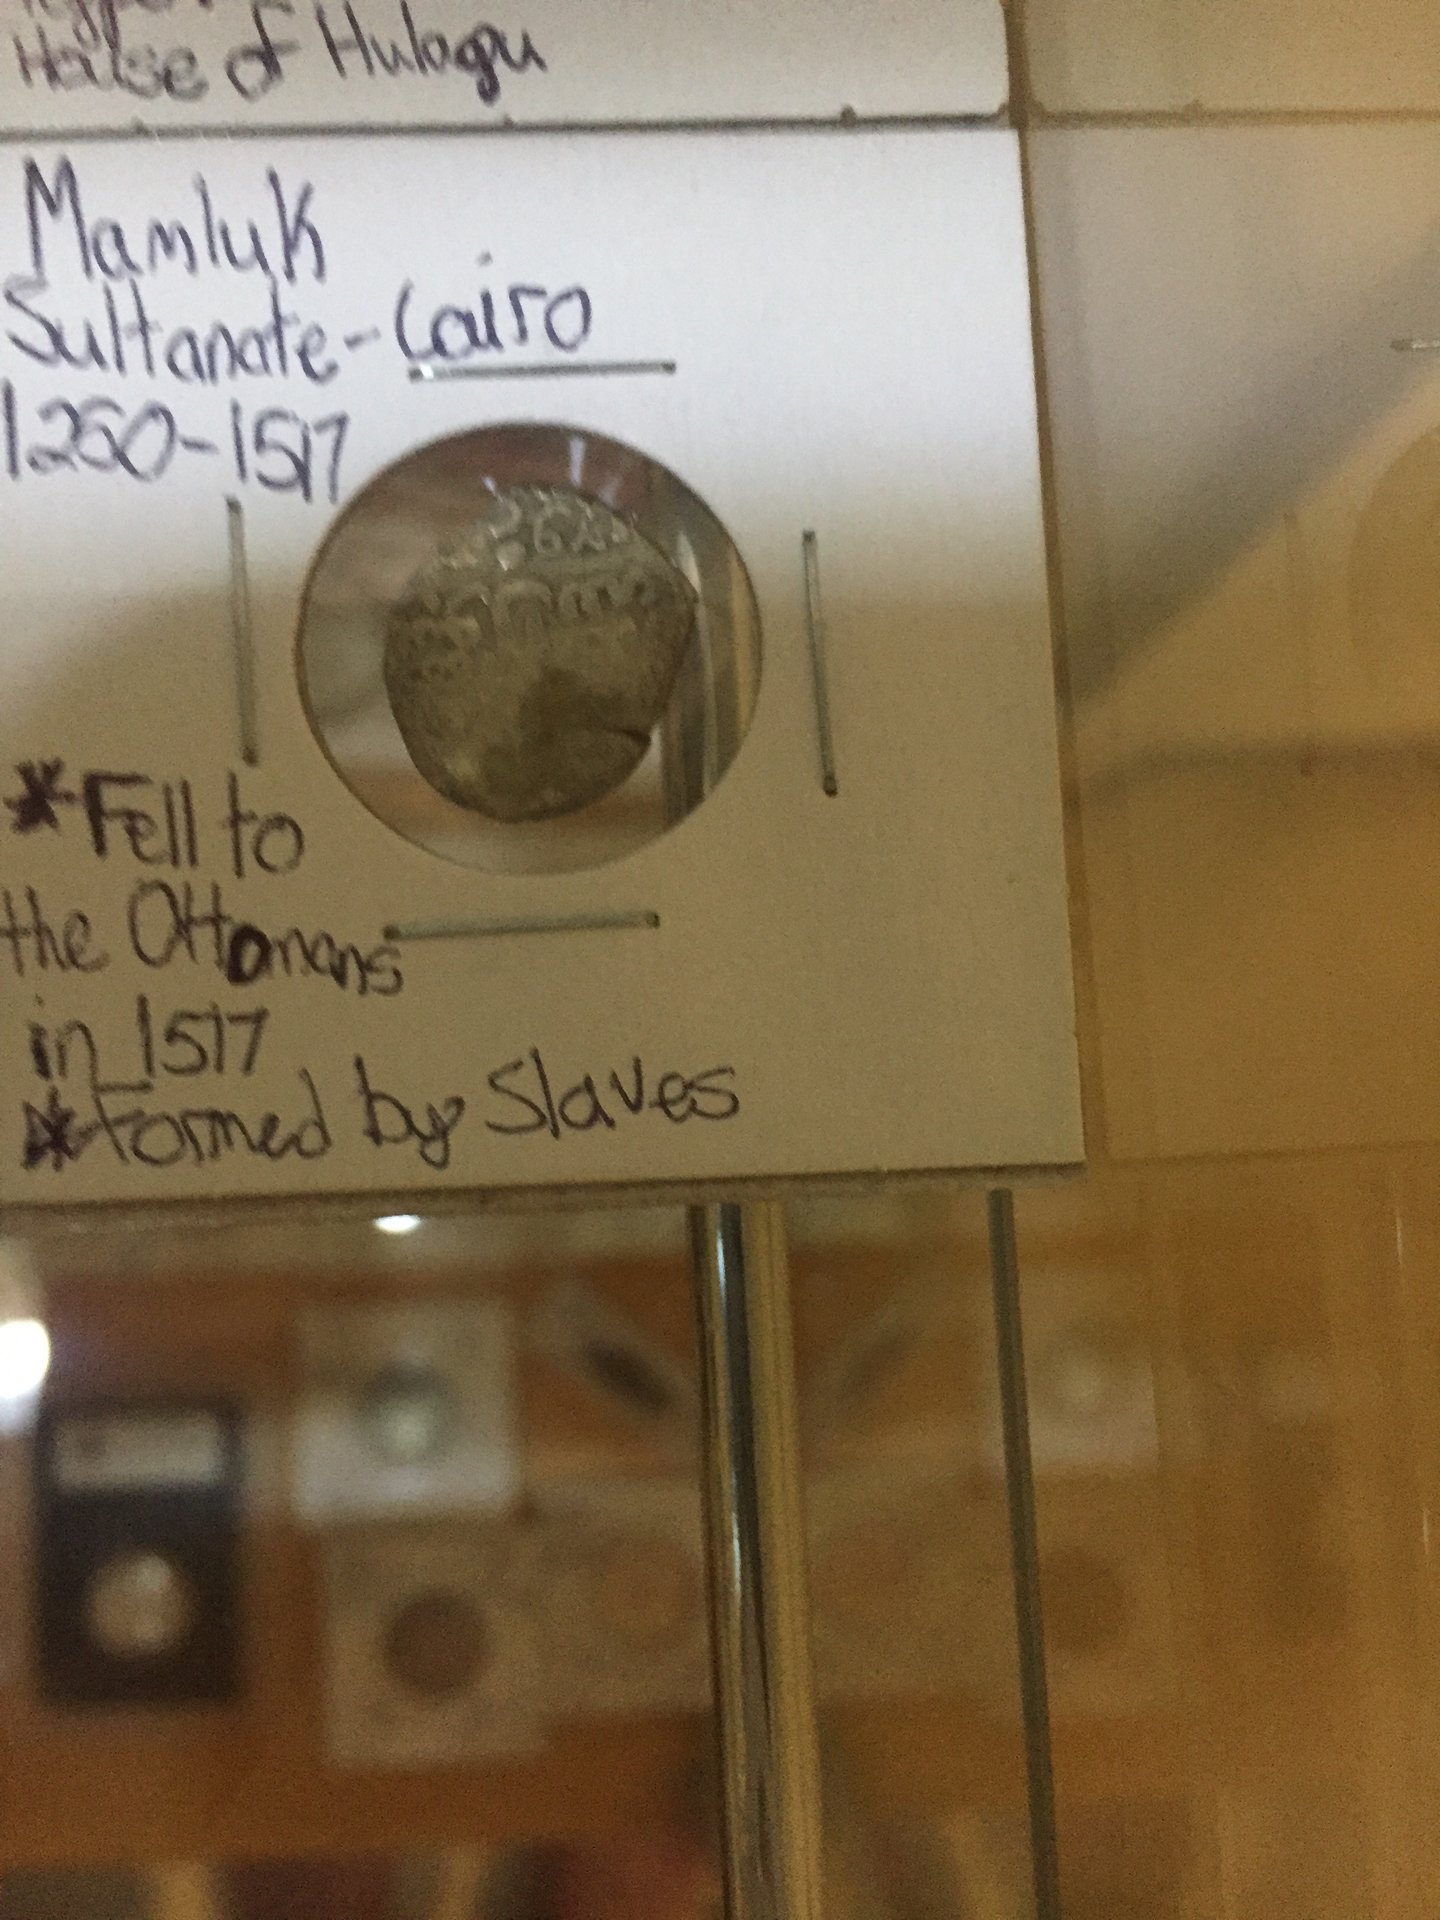 House of Hulagu
Mamluk
Sultanate-Cairo
1250-1517
*Fell to
the Ottomans
in 1517
*Formed by Slaves